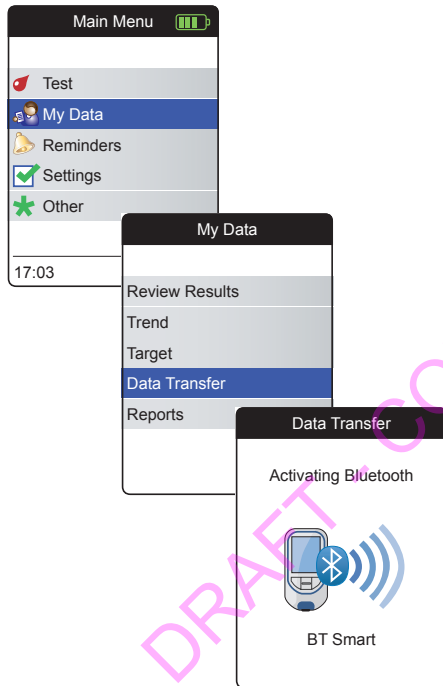 Main Menu
Test
My Data
Reminders
Settings
Other
17:03
My Data
Review Results
Trend
Target
Data Transfer
Reports
Data Transfer
Activating Bluetooth
BT Smart
DRAFT - CO